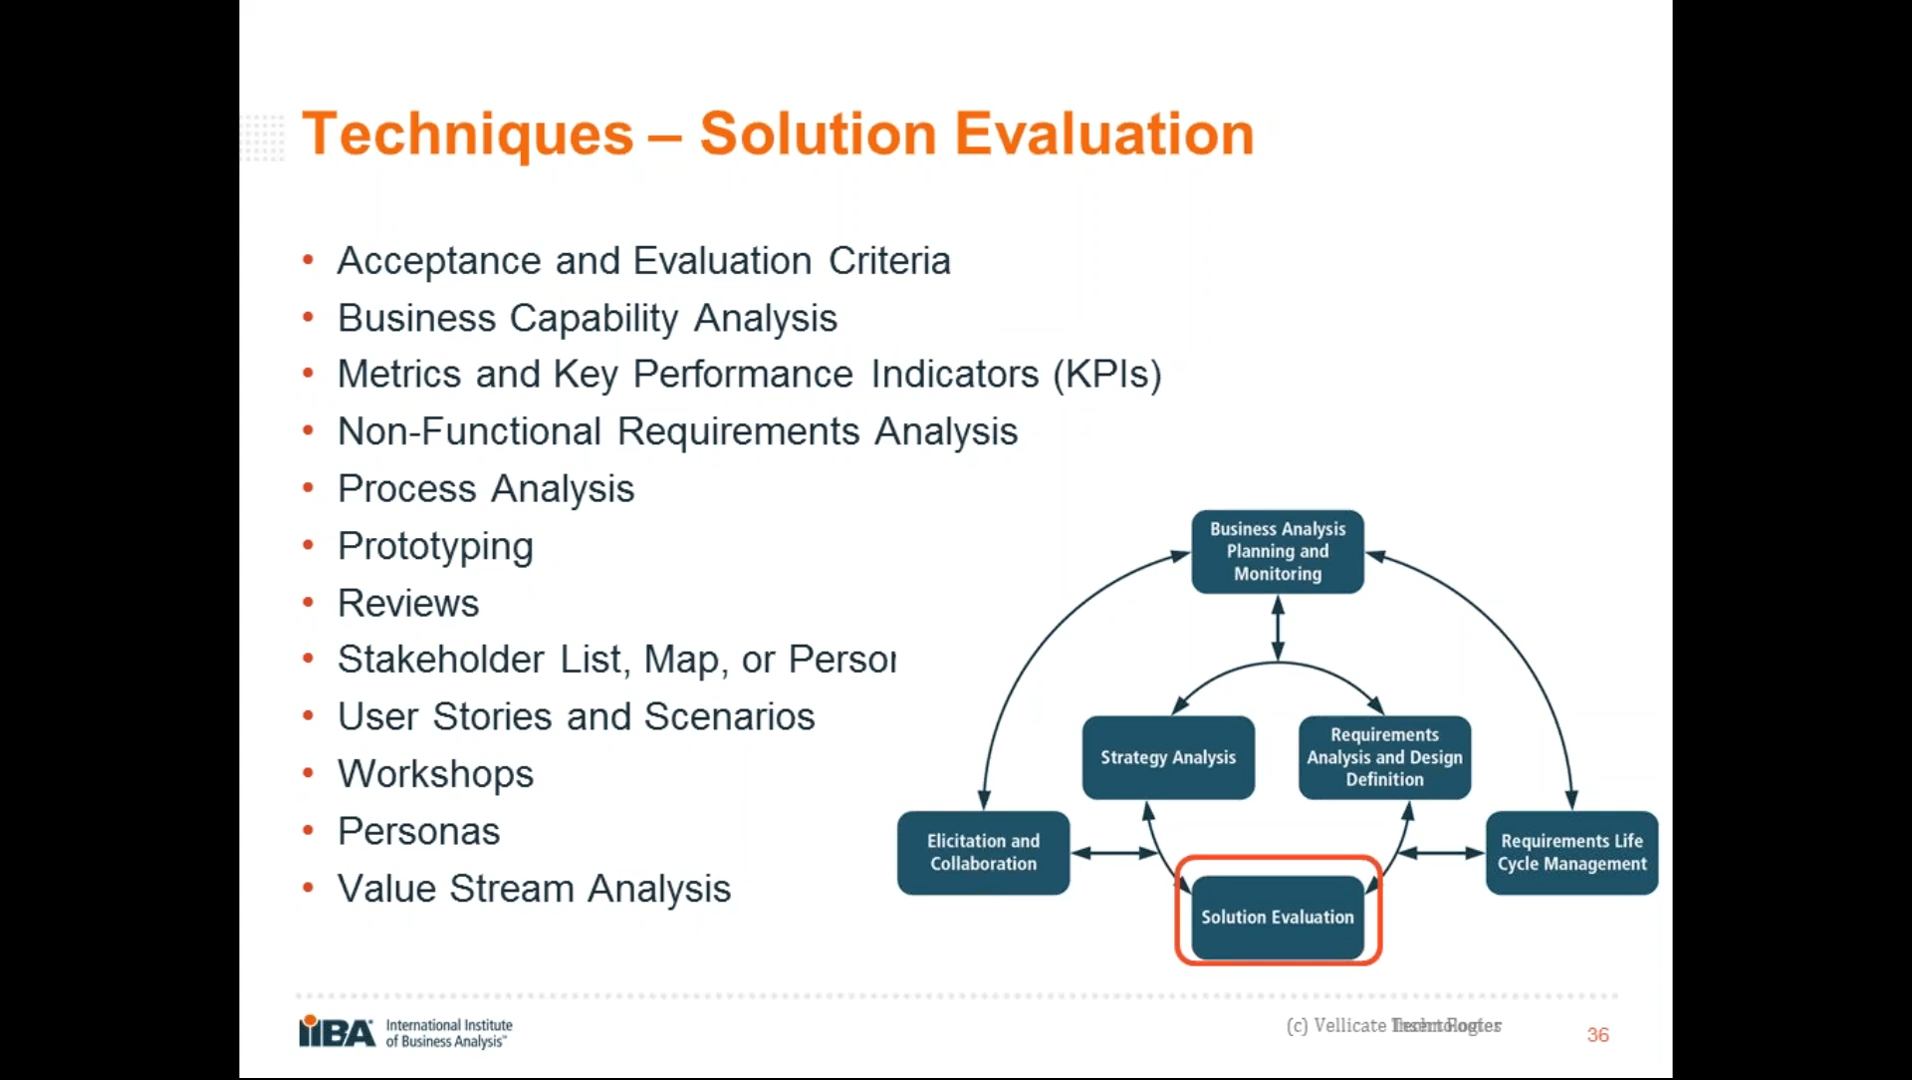 Techniques – Solution Evaluation
• Acceptance and Evaluation Criteria
• Business Capability Analysis
• Metrics and Key Performance Indicators (KPIs)
• Non-Functional Requirements Analysis
• Process Analysis
• Prototyping
• Reviews
• Stakeholder List, Map, or
• User Stories and Scenarios
• Workshops
• Personas
• Value Stream Analysis
Business Analysis
Planning and
Monitoring
Strategy Analysis
Requirements
Analysis and Design
Definition
Elicitation and
Collaboration
Requirements Life
Cycle Management
Solution Evaluation
IIBA
International Institute
of Business Analysis™
(c) Vellicate
36